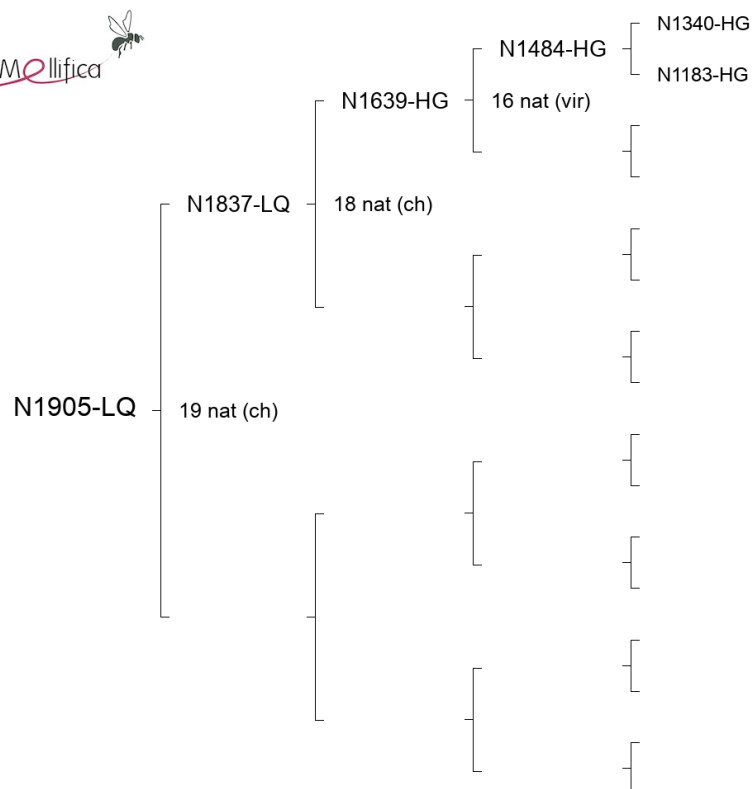 Mellifica
N1340-HG
N1484-HG
N1183-HG
N1639-HG
16 nat (vir)
N1837-LQ
18 nat (ch)
N1905-LQ
19 nat (ch)